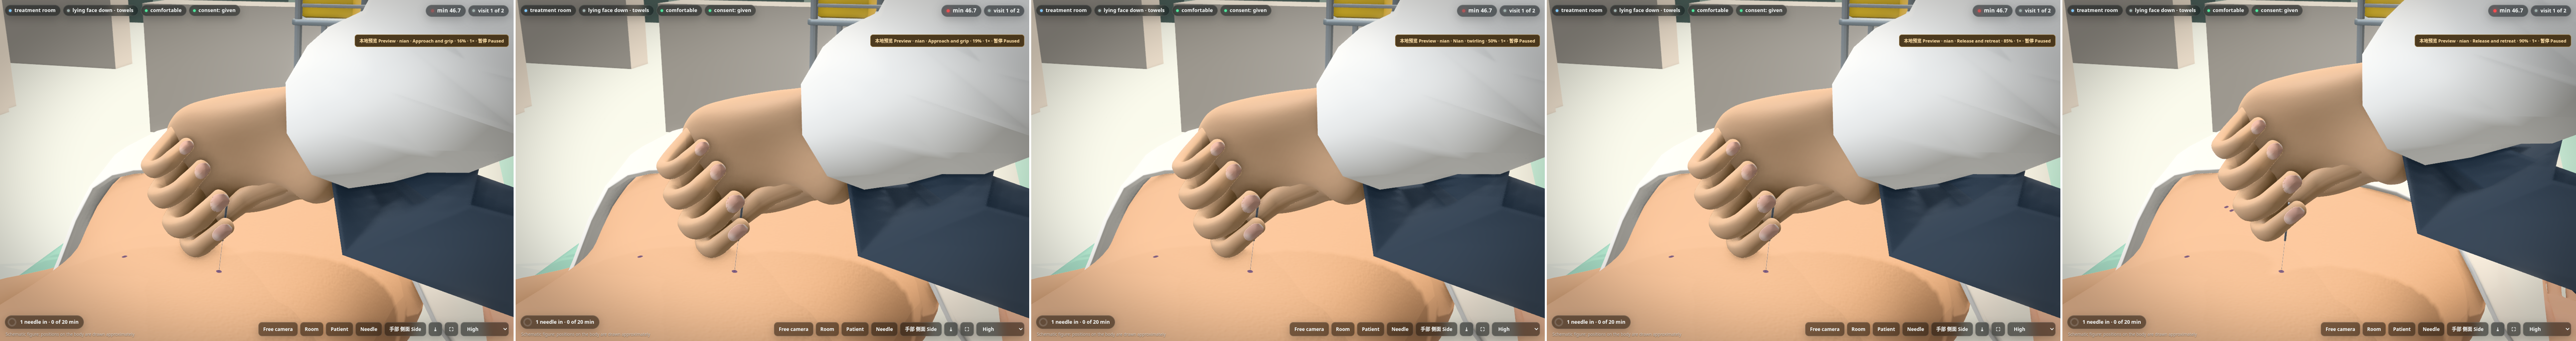 treatment room
lying face down · towels
comfortable
consent: given
min 46.7
visit 1 of 2
本地预览 Preview · nian · Approach and grip · 16% · 1× · 暂停 Paused
1 needle in · 0 of 20 min
Free camera
Room
Patient
Needle
手部 侧面 Side
High
treatment room
lying face down · towels
comfortable
consent: given
min 46.7
visit 1 of 2
本地预览 Preview · nian · Approach and grip · 19% · 1× · 暂停 Paused
1 needle in · 0 of 20 min
Free camera
Room
Patient
Needle
手部 侧面 Side
High
treatment room
lying face down · towels
comfortable
consent: given
min 46.7
visit 1 of 2
本地预览 Preview · nian · Nian · twirling · 50% · 1× · 暂停 Paused
1 needle in · 0 of 20 min
Free camera
Room
Patient
Needle
手部 侧面 Side
High
treatment room
lying face down · towels
comfortable
consent: given
min 46.7
visit 1 of 2
本地预览 Preview · nian · Release and retreat · 85% · 1× · 暂停 Paused
1 needle in · 0 of 20 min
Free camera
Room
Patient
Needle
手部 侧面 Side
High
treatment room
lying face down · towels
comfortable
consent: given
min 46.7
visit 1 of 2
本地预览 Preview · nian · Release and retreat · 90% · 1× · 暂停 Paused
1 needle in · 0 of 20 min
Free camera
Room
Patient
Needle
手部 侧面 Side
High